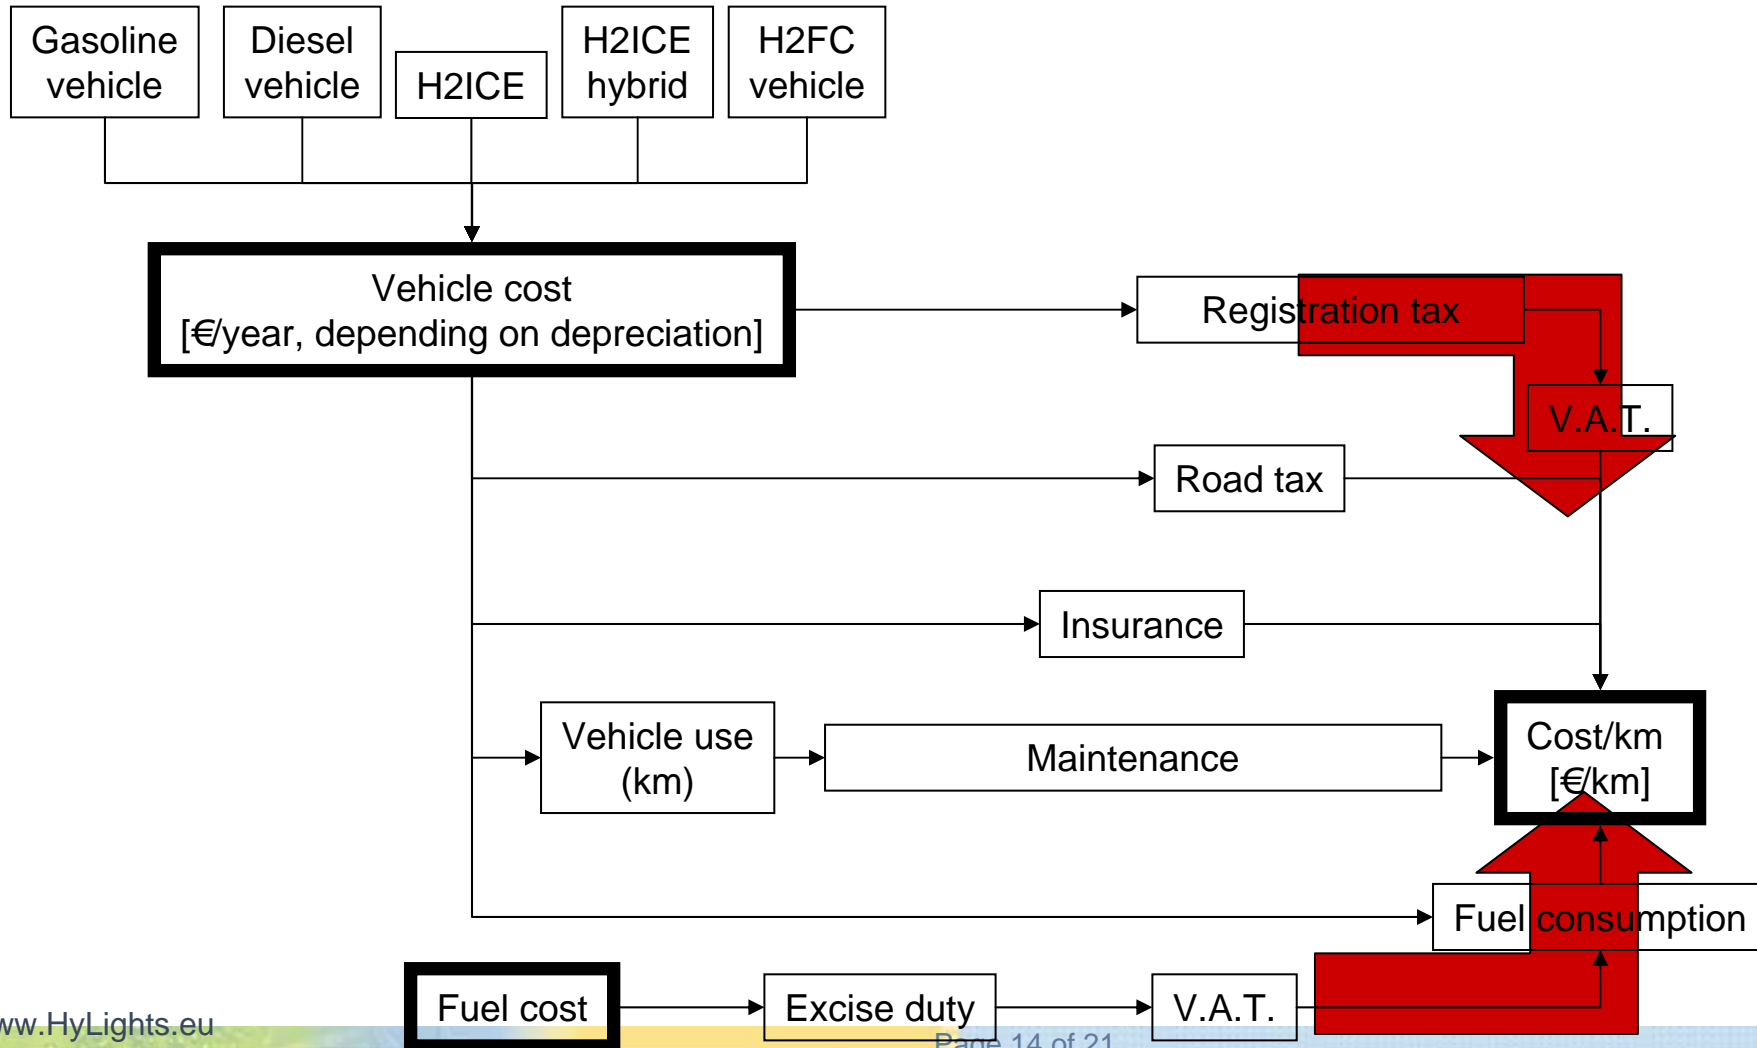 Gasoline
vehicle
Diesel
vehicle
H2ICE
H2ICE
hybrid
H2FC
vehicle
Vehicle cost
[€/year, depending on depreciation]
Registration tax
V.A.T.
Road tax
Insurance
Vehicle use
(km)
Maintenance
Cost/km
[€/km]
Fuel consumption
Fuel cost
Excise duty
V.A.T.
ww.HyLights.eu
Page 14 of 21